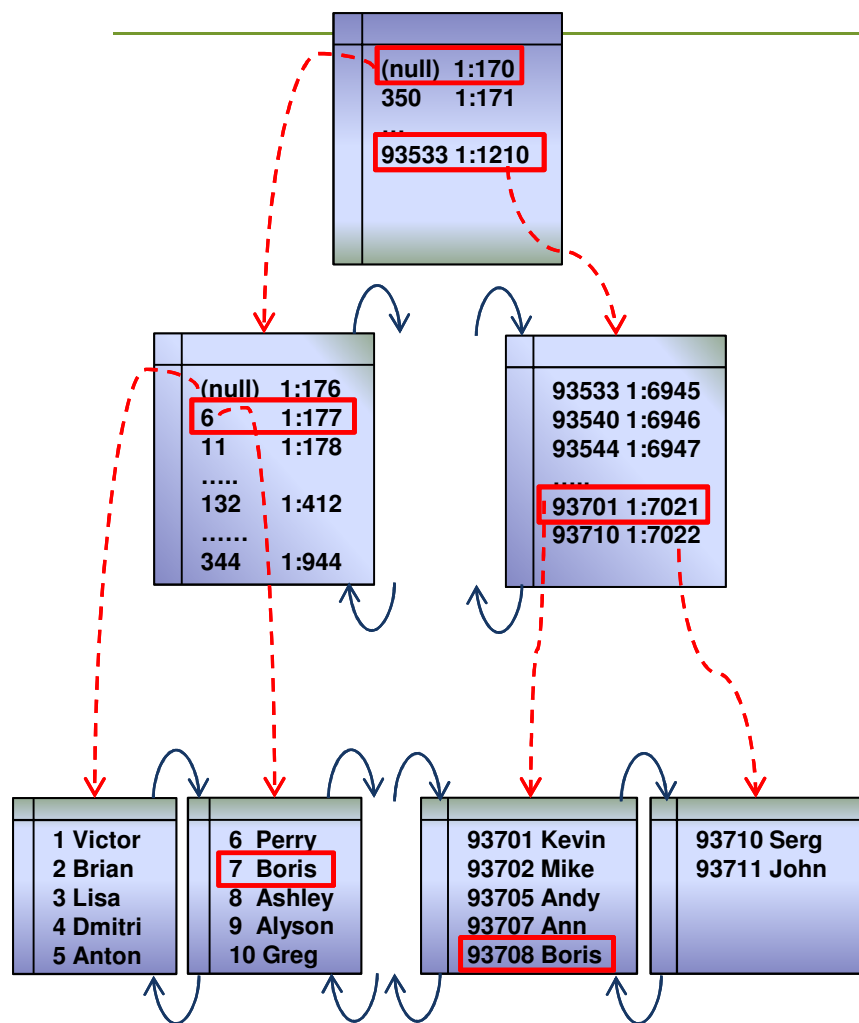 (null) 1:170
350 1:171
...
93533 1:1210
(null) 1:176
6 1:177
11 1:178
.....
132 1:412
......
344 1:944
93533 1:6945
93540 1:6946
93544 1:6947
.....
93701 1:7021
93710 1:7022
1 Victor
2 Brian
3 Lisa
4 Dmitri
5 Anton
6 Perry
7 Boris
8 Ashley
9 Alyson
10 Greg
93701 Kevin
93702 Mike
93705 Andy
93707 Ann
93708 Boris
93710 Serg
93711 John